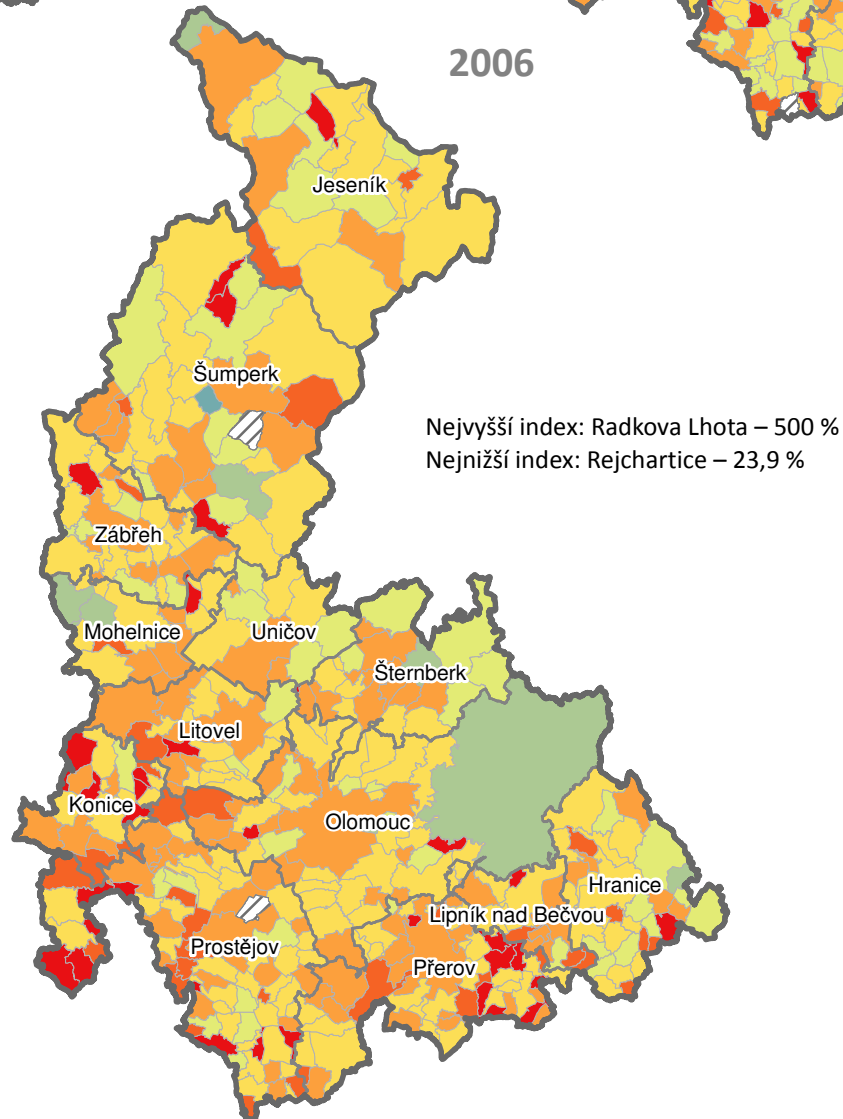 2006
Jeseník
Šumperk
Nejvyšší index: Radkova Lhota – 500 %
Nejnižší index: Rejchartice – 23,9 %
Zábřeh
Mohelnice
Uničov
Šternberk
Litovel
Konice
Olomouc
Hranice
Lipník nad Bečvou
Prostějov
Přerov